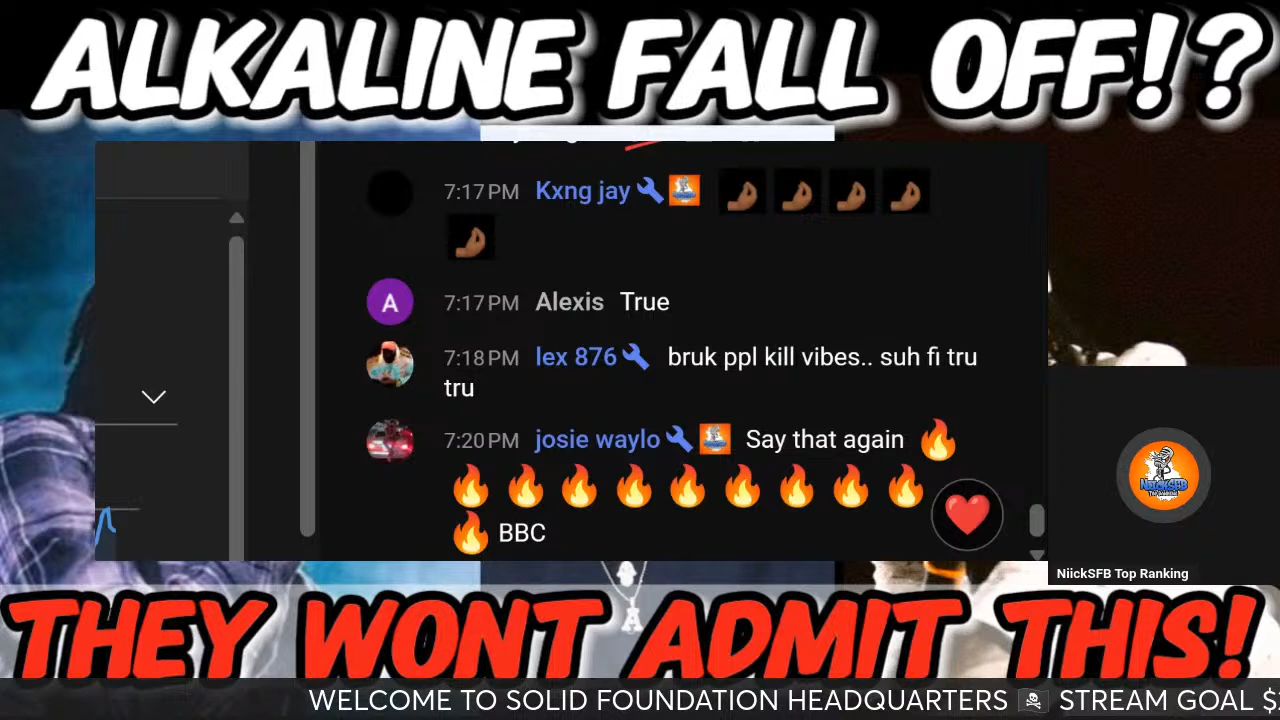 ALKALINE FALL OFF!?
7:17 PM Kxng jay
7:17 PM Alexis True
A
7:18 PM lex 876 bruk ppl kill vibes.. suh fi tru
tru
7:20 PM josie waylo Say that again 🔥
🔥🔥🔥🔥🔥🔥🔥🔥🔥
🔥 BBC
NiickSFB
NiickSFB Top Ranking
A
THEY WONT ADMIT THIS!
WELCOME TO SOLID FOUNDATION HEADQUARTERS ☠ STREAM GOAL $